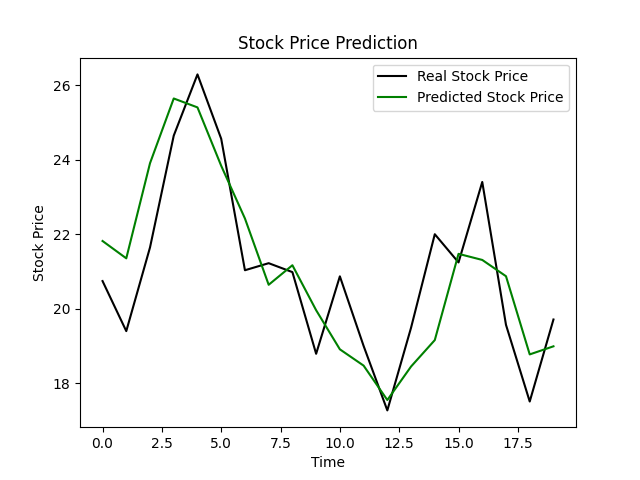 Stock Price Prediction
Real Stock Price
Predicted Stock Price
Stock Price
26
24
22
20
18
0.0 2.5 5.0 7.5 10.0 12.5 15.0 17.5
Time